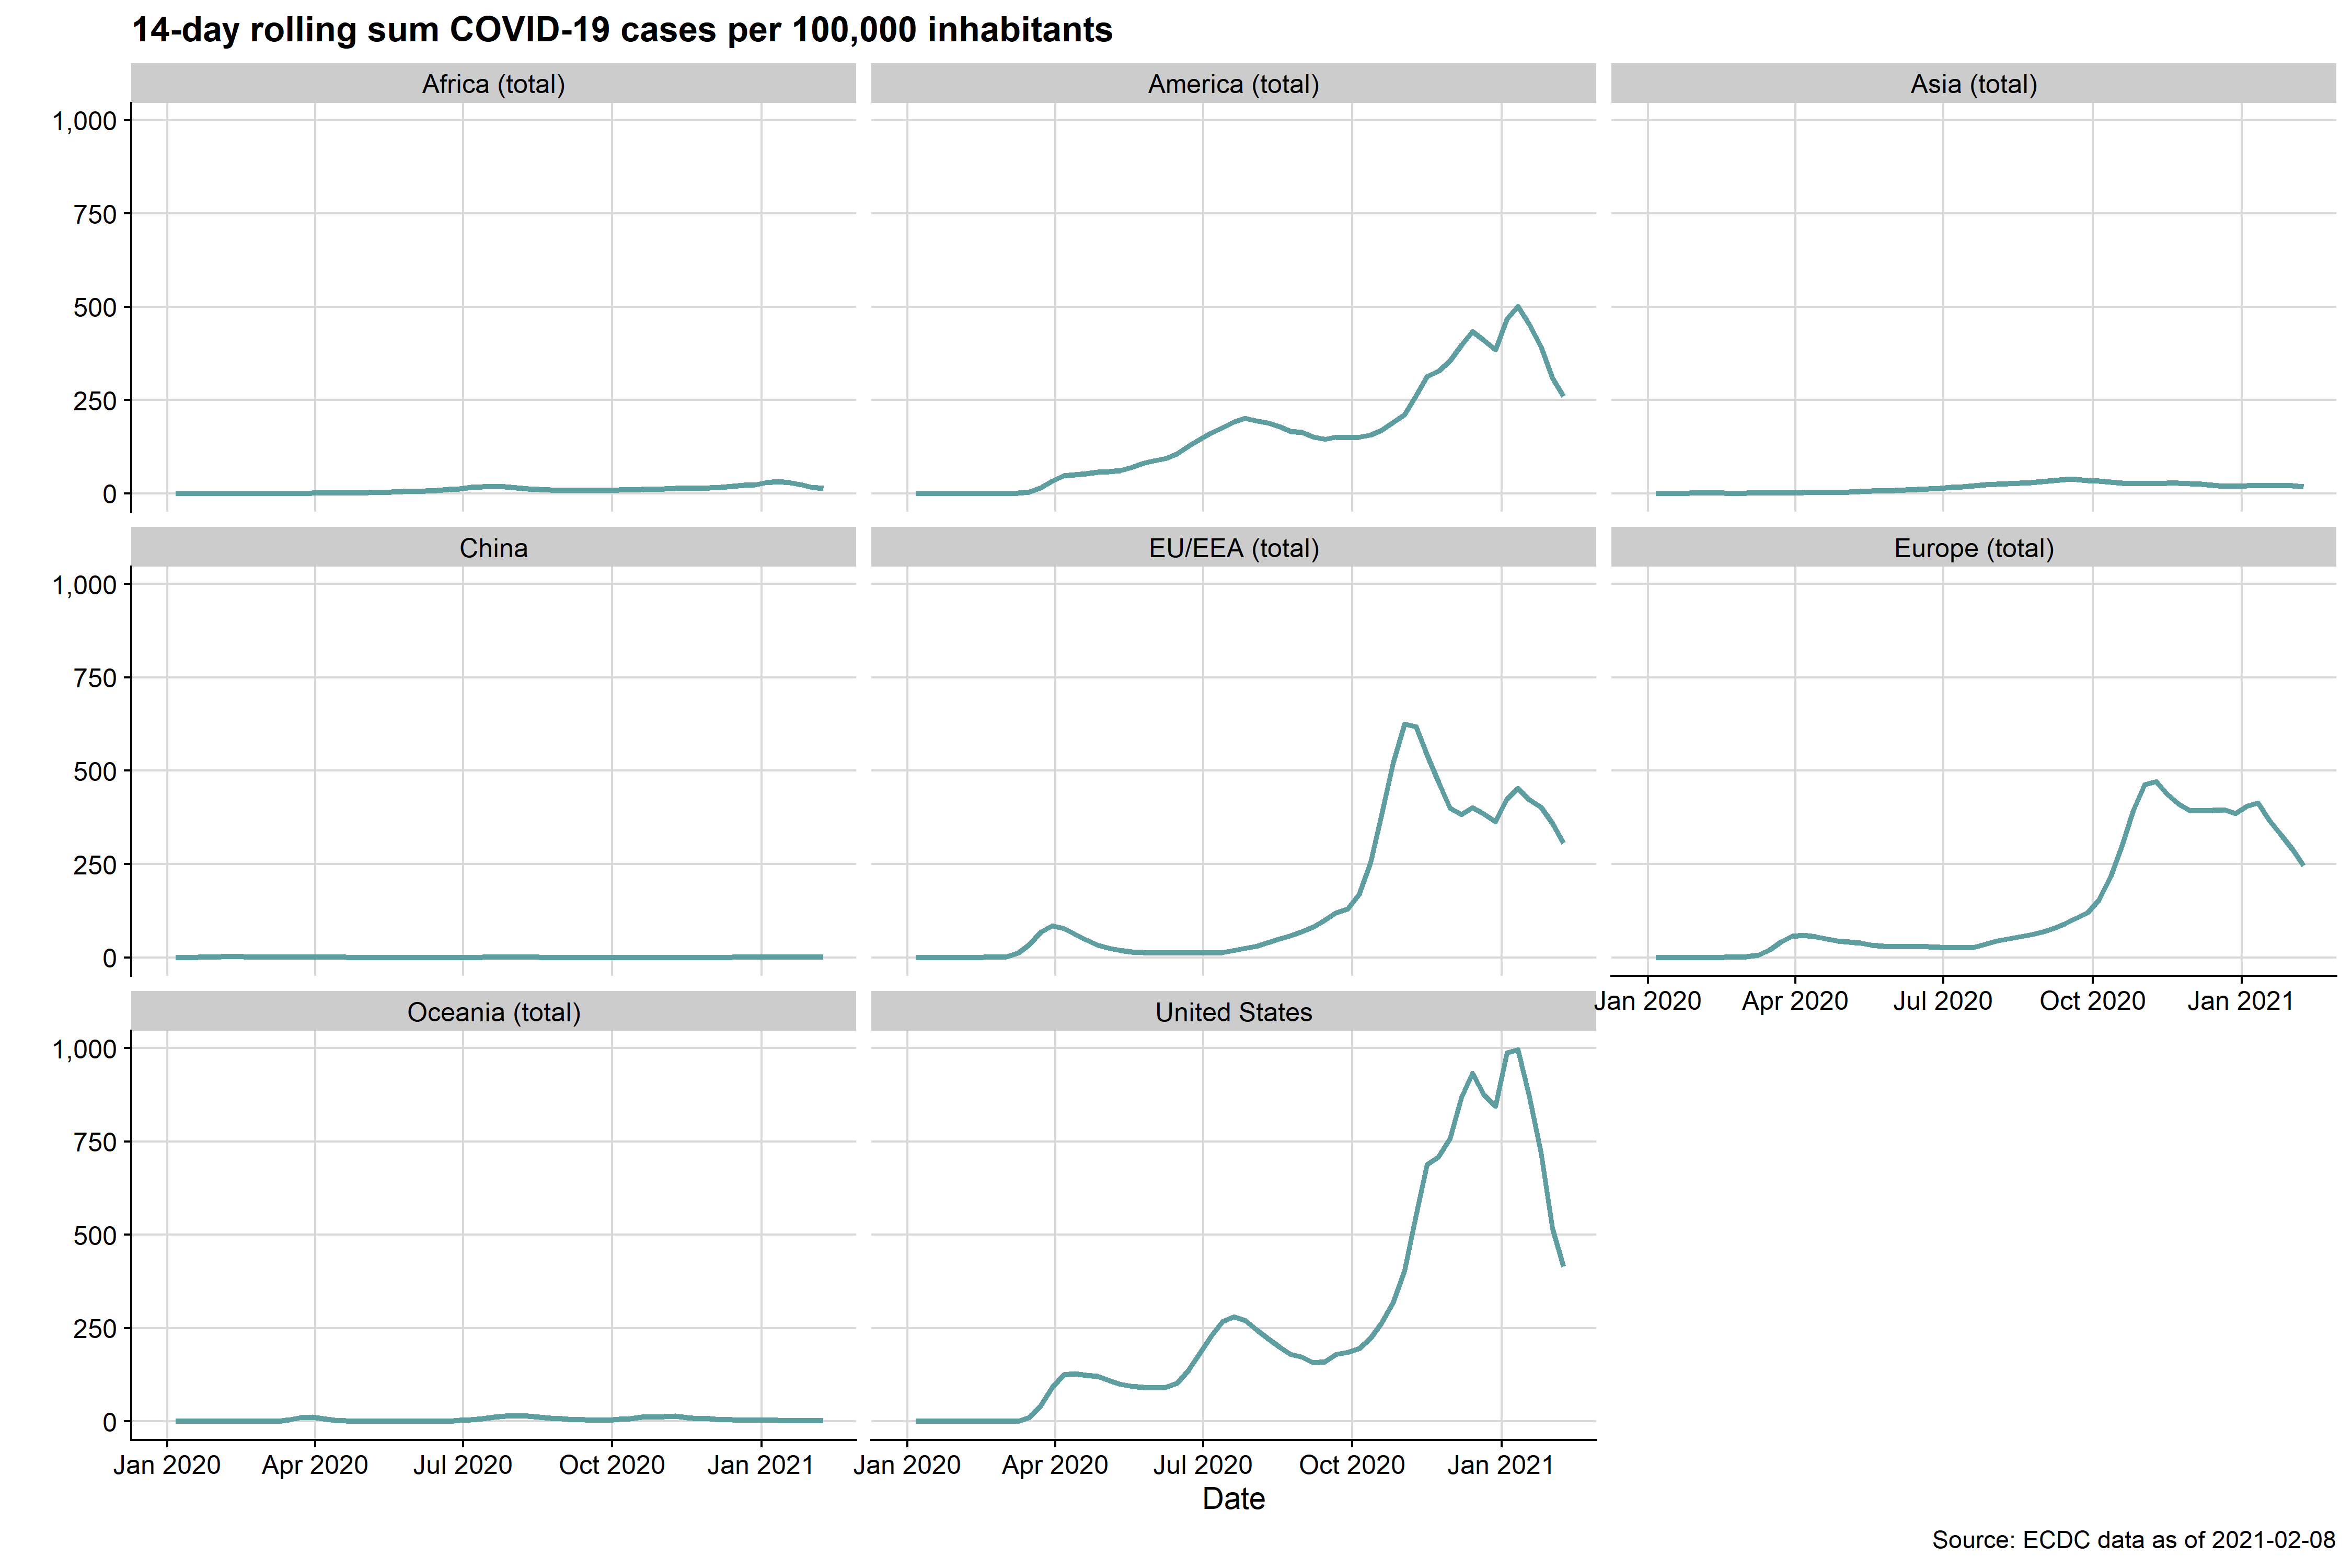 14-day rolling sum COVID-19 cases per 100,000 inhabitants
Africa (total)
America (total)
Asia (total)
1,000
750
500
250
0
China
EU/EEA (total)
Europe (total)
1,000
750
500
250
0
Jan 2020 Apr 2020 Jul 2020 Oct 2020 Jan 2021
Oceania (total)
United States
1,000
750
500
250
0
Jan 2020 Apr 2020 Jul 2020 Oct 2020 Jan 2021
Jan 2020 Apr 2020 Jul 2020 Oct 2020 Jan 2021
Date
Source: ECDC data as of 2021-02-08